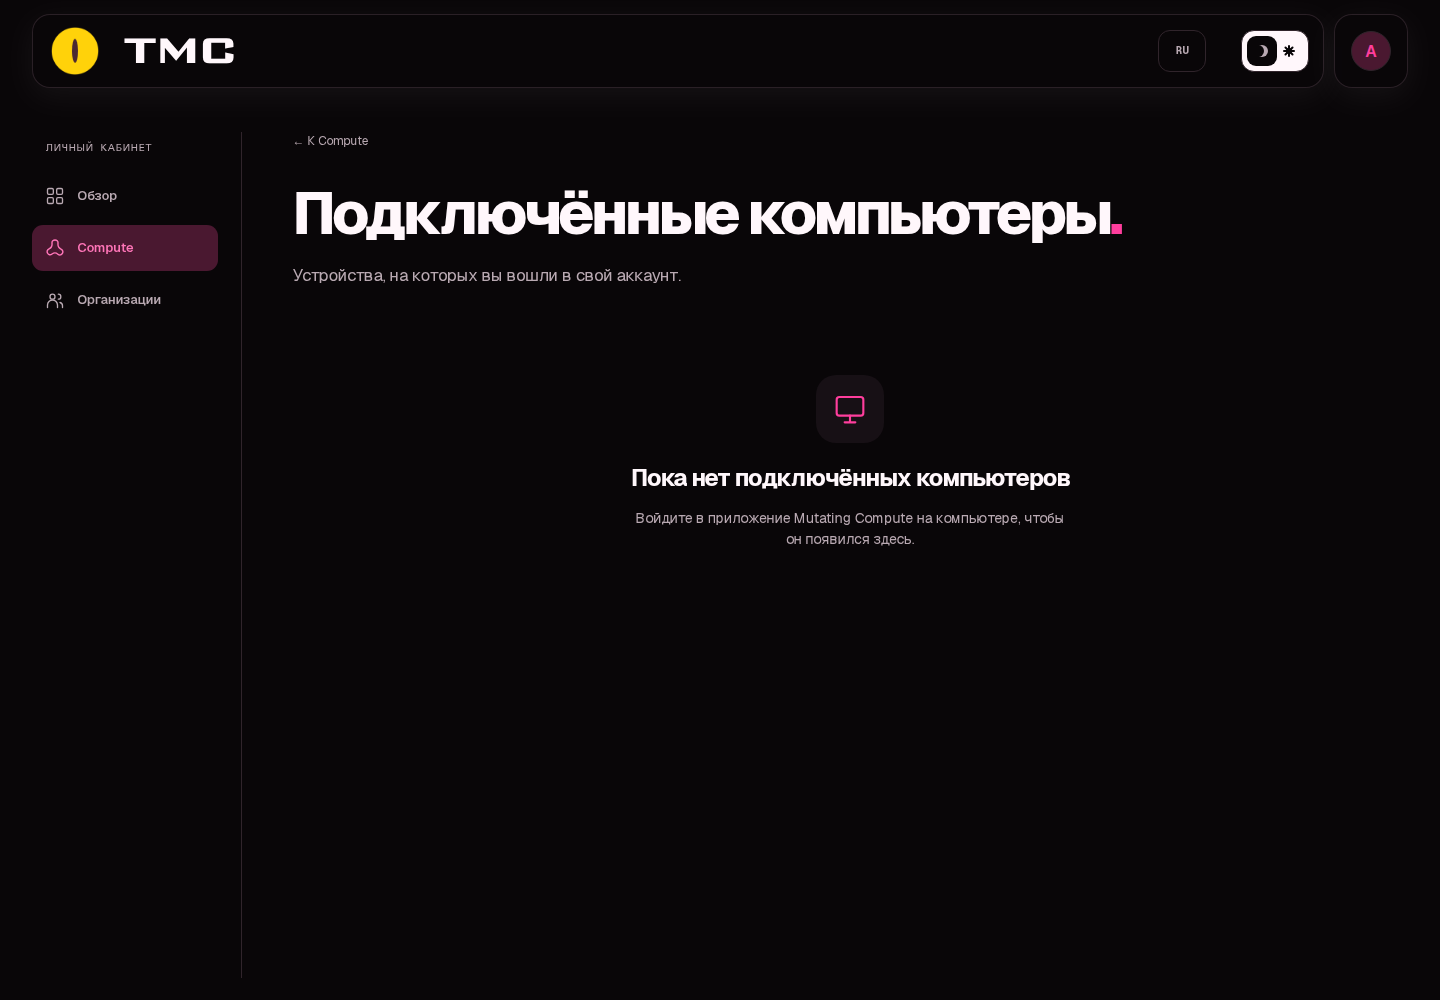 TMC
RU
A
ЛИЧНЫЙ КАБИНЕТ
Обзор
Compute
Организации
← К Compute
Подключённые компьютеры.
Устройства, на которых вы вошли в свой аккаунт.
Пока нет подключённых компьютеров
Войдите в приложение Mutating Compute на компьютере, чтобы
он появился здесь.